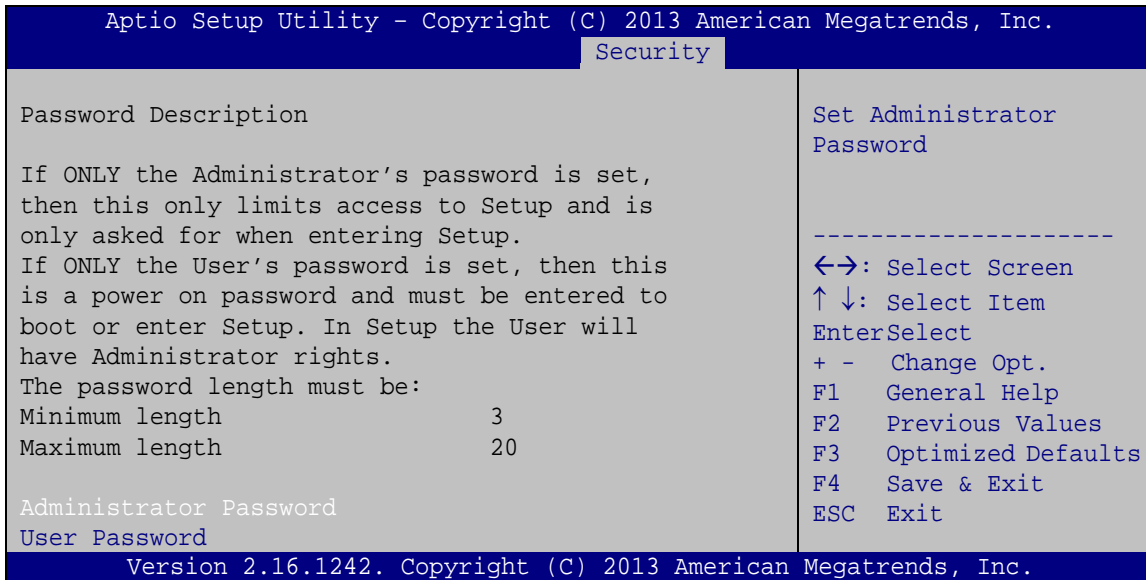 Aptio Setup Utility – Copyright (C) 2013 American Megatrends, Inc.
Security
Password Description
If ONLY the Administrator’s password is set,
then this only limits access to Setup and is
only asked for when entering Setup.
If ONLY the User’s password is set, then this
is a power on password and must be entered to
boot or enter Setup. In Setup the User will
have Administrator rights.
The password length must be:
Minimum length 3
Maximum length 20
Administrator Password
User Password
Set Administrator
Password
---------------------
←→: Select Screen
↑ ↓: Select Item
EnterSelect
+ - Change Opt.
F1 General Help
F2 Previous Values
F3 Optimized Defaults
F4 Save & Exit
ESC Exit
Version 2.16.1242. Copyright (C) 2013 American Megatrends, Inc.